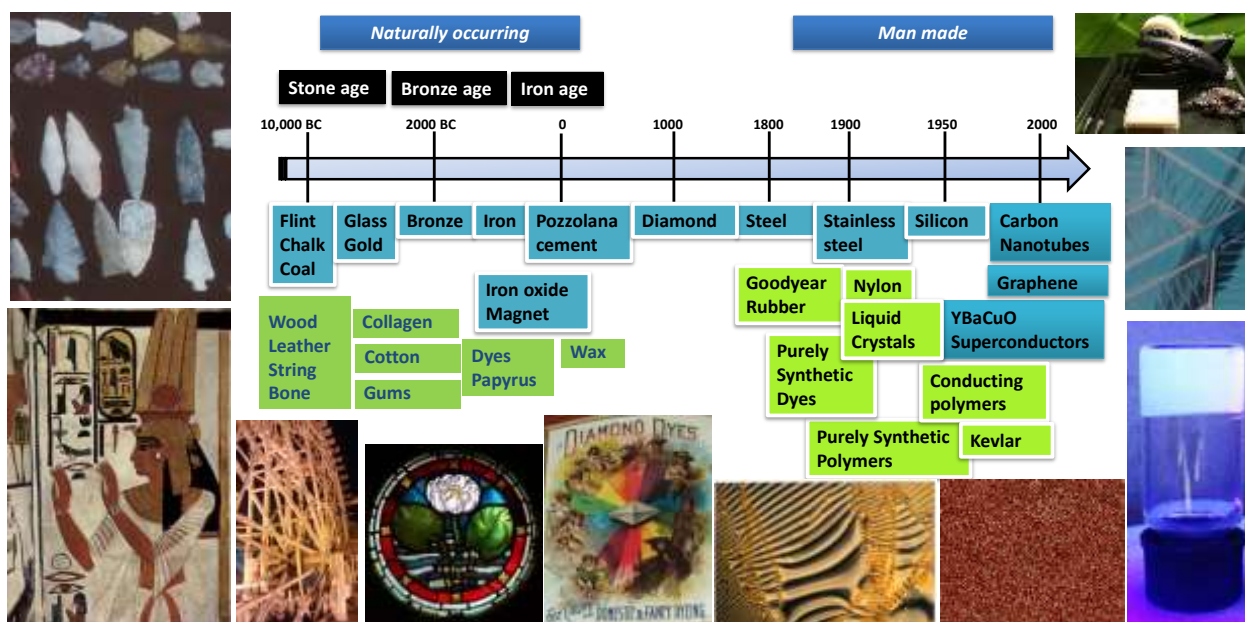 Naturally occurring
Man made
Stone age
Bronze age
Iron age
10,000 BC
2000 BC
0
1000
1800
1900
1950
2000
Flint
Chalk
Coal
Glass
Gold
Bronze
Iron
Pozzolana
cement
Diamond
Steel
Stainless
steel
Silicon
Carbon
Nanotubes
Iron oxide
Magnet
Goodyear
Rubber
Nylon
Graphene
Wood
Leather
String
Bone
Collagen
Cotton
Gums
Dyes
Papyrus
Wax
Liquid
Crystals
YBaCuO
Superconductors
Purely
Synthetic
Dyes
Conducting
polymers
Purely Synthetic
Polymers
Kevlar
DIAMOND DYES
DOMESTIC & FANCY DYEING